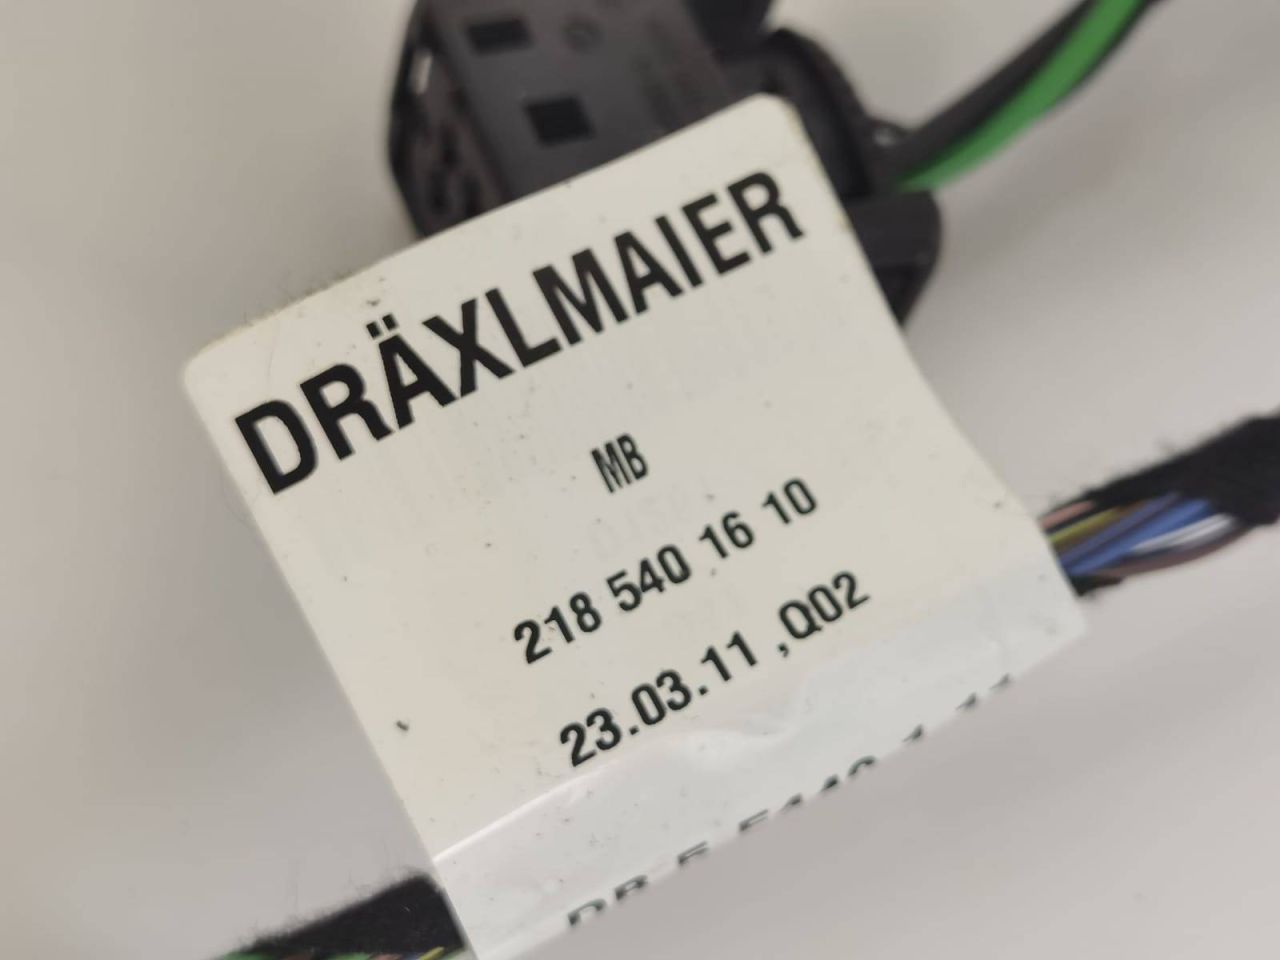 DRÄXLMAIER
MB
218 540 16 10
23.03.11 ,Q02